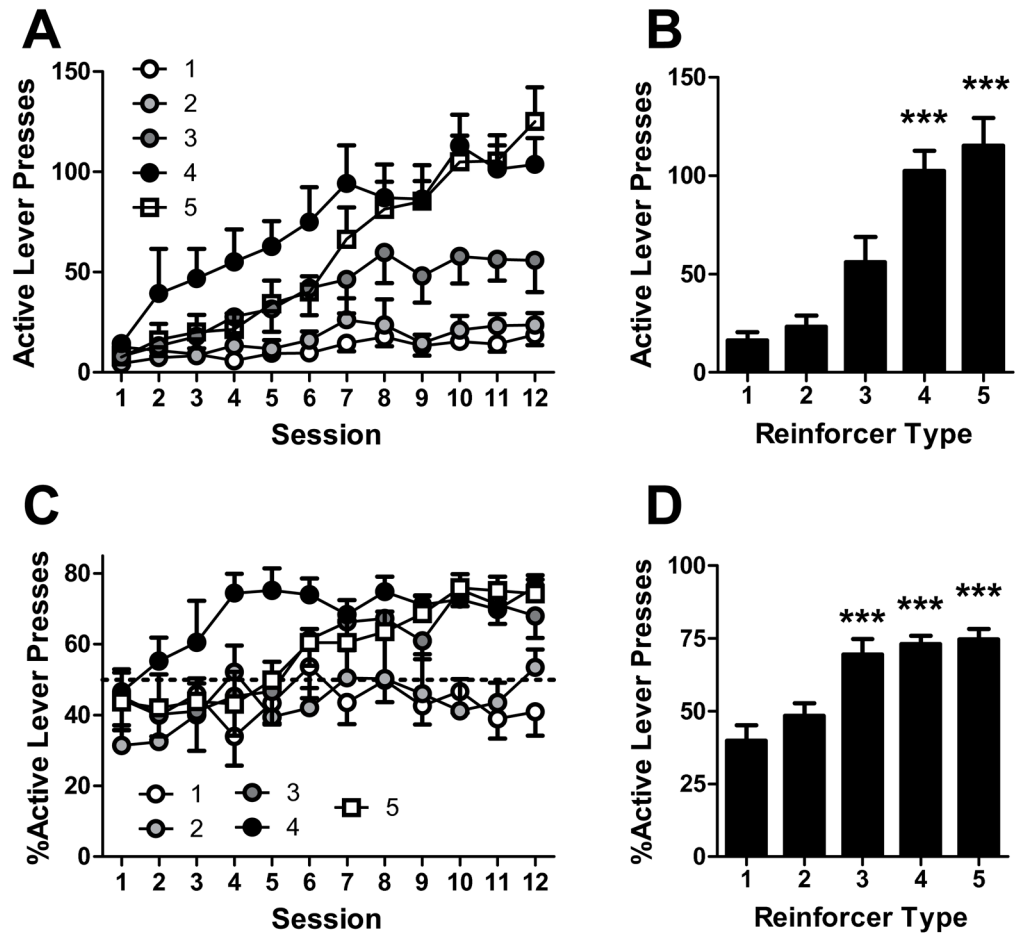 A
Active Lever Presses
150
100
50
0
1
2
3
4
5
1 2 3 4 5 6 7 8 9 10 11 12
Session
B
Active Lever Presses
150
100
50
0
***
***
1 2 3 4 5
Reinforcer Type
C
%Active Lever Presses
80
60
40
20
0
1 3 5
2 4
1 2 3 4 5 6 7 8 9 10 11 12
Session
D
%Active Lever Presses
100
75
50
25
0
*** *** ***
1 2 3 4 5
Reinforcer Type